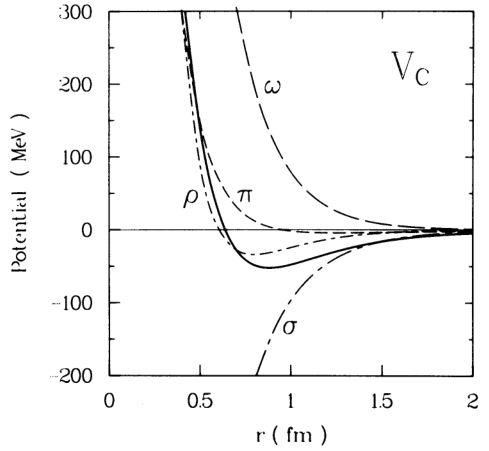 300
200
100
0
-100
-200
Potential ( MeV )
V_C
ω
π
ρ
σ
0 0.5 1 1.5 2
r ( fm )